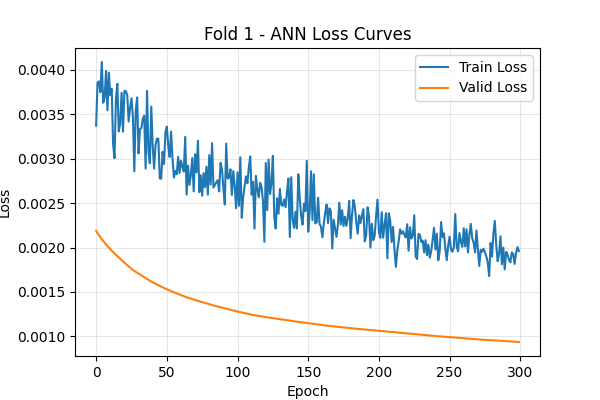 Fold 1 - ANN Loss Curves
Train Loss
Valid Loss
Loss
0.0040
0.0035
0.0030
0.0025
0.0020
0.0015
0.0010
0 50 100 150 200 250 300
Epoch